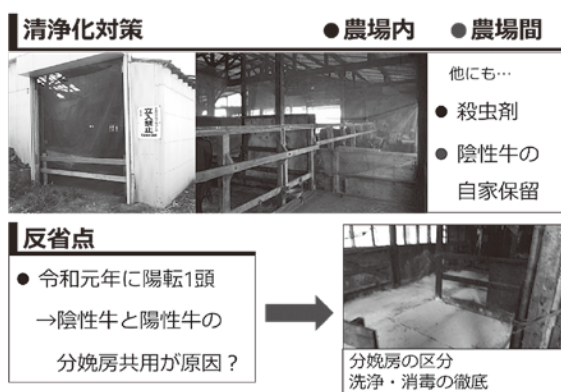 清浄化対策
●農場内 ●農場間
立入禁止
他にも…
● 殺虫剤
● 陰性牛の
自家保留
反省点
● 令和元年に陽転1頭
→陰性牛と陽性牛の
分娩房共用が原因？
分娩房の区分
洗浄・消毒の徹底